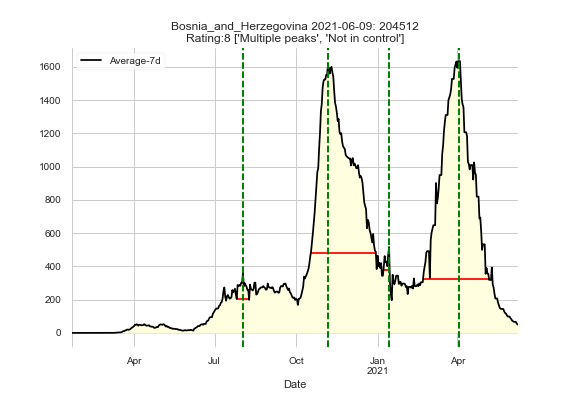 Bosnia_and_Herzegovina 2021-06-09: 204512
Rating:8 ['Multiple peaks', 'Not in control']
Average-7d
1600
1400
1200
1000
800
600
400
200
0
Apr
Jul
Oct
Jan
2021
Apr
Date